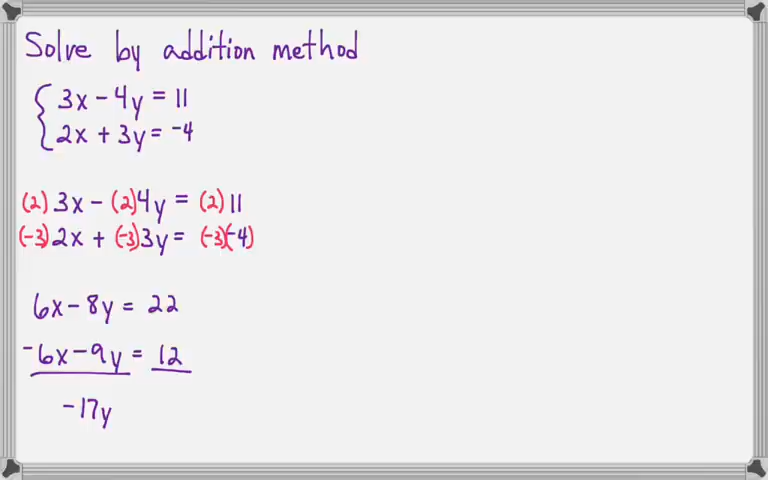 Solve by addition method
3x - 4y = 11
2x + 3y = -4
(2) 3x - (2) 4y = (2) 11
(-3) 2x + (-3) 3y = (-3)(-4)
6x - 8y = 22
-6x - 9y = 12
-17y